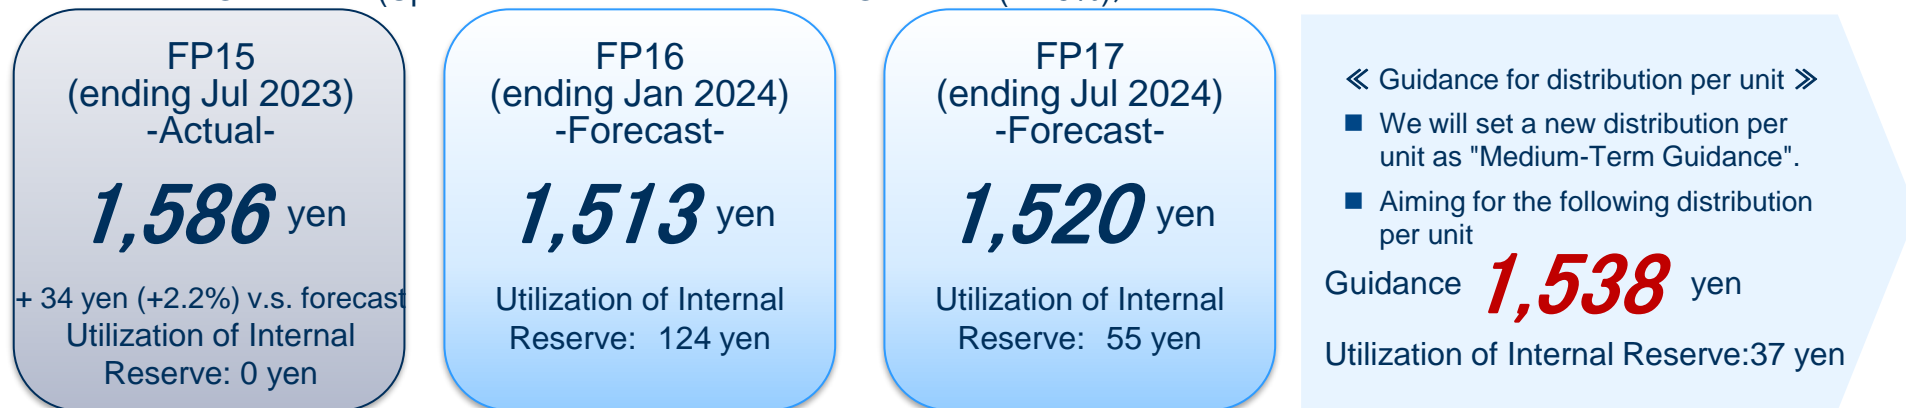 FP15
(ending Jul 2023)
-Actual-
1,586 yen
+ 34 yen (+2.2%) v.s. forecast
Utilization of Internal
Reserve: 0 yen
FP16
(ending Jan 2024)
-Forecast-
1,513 yen
Utilization of Internal
Reserve: 124 yen
FP17
(ending Jul 2024)
-Forecast-
1,520 yen
Utilization of Internal
Reserve: 55 yen
≪ Guidance for distribution per unit ≫
■ We will set a new distribution per
unit as "Medium-Term Guidance".
■ Aiming for the following distribution
per unit
Guidance 1,538 yen
Utilization of Internal Reserve:37 yen